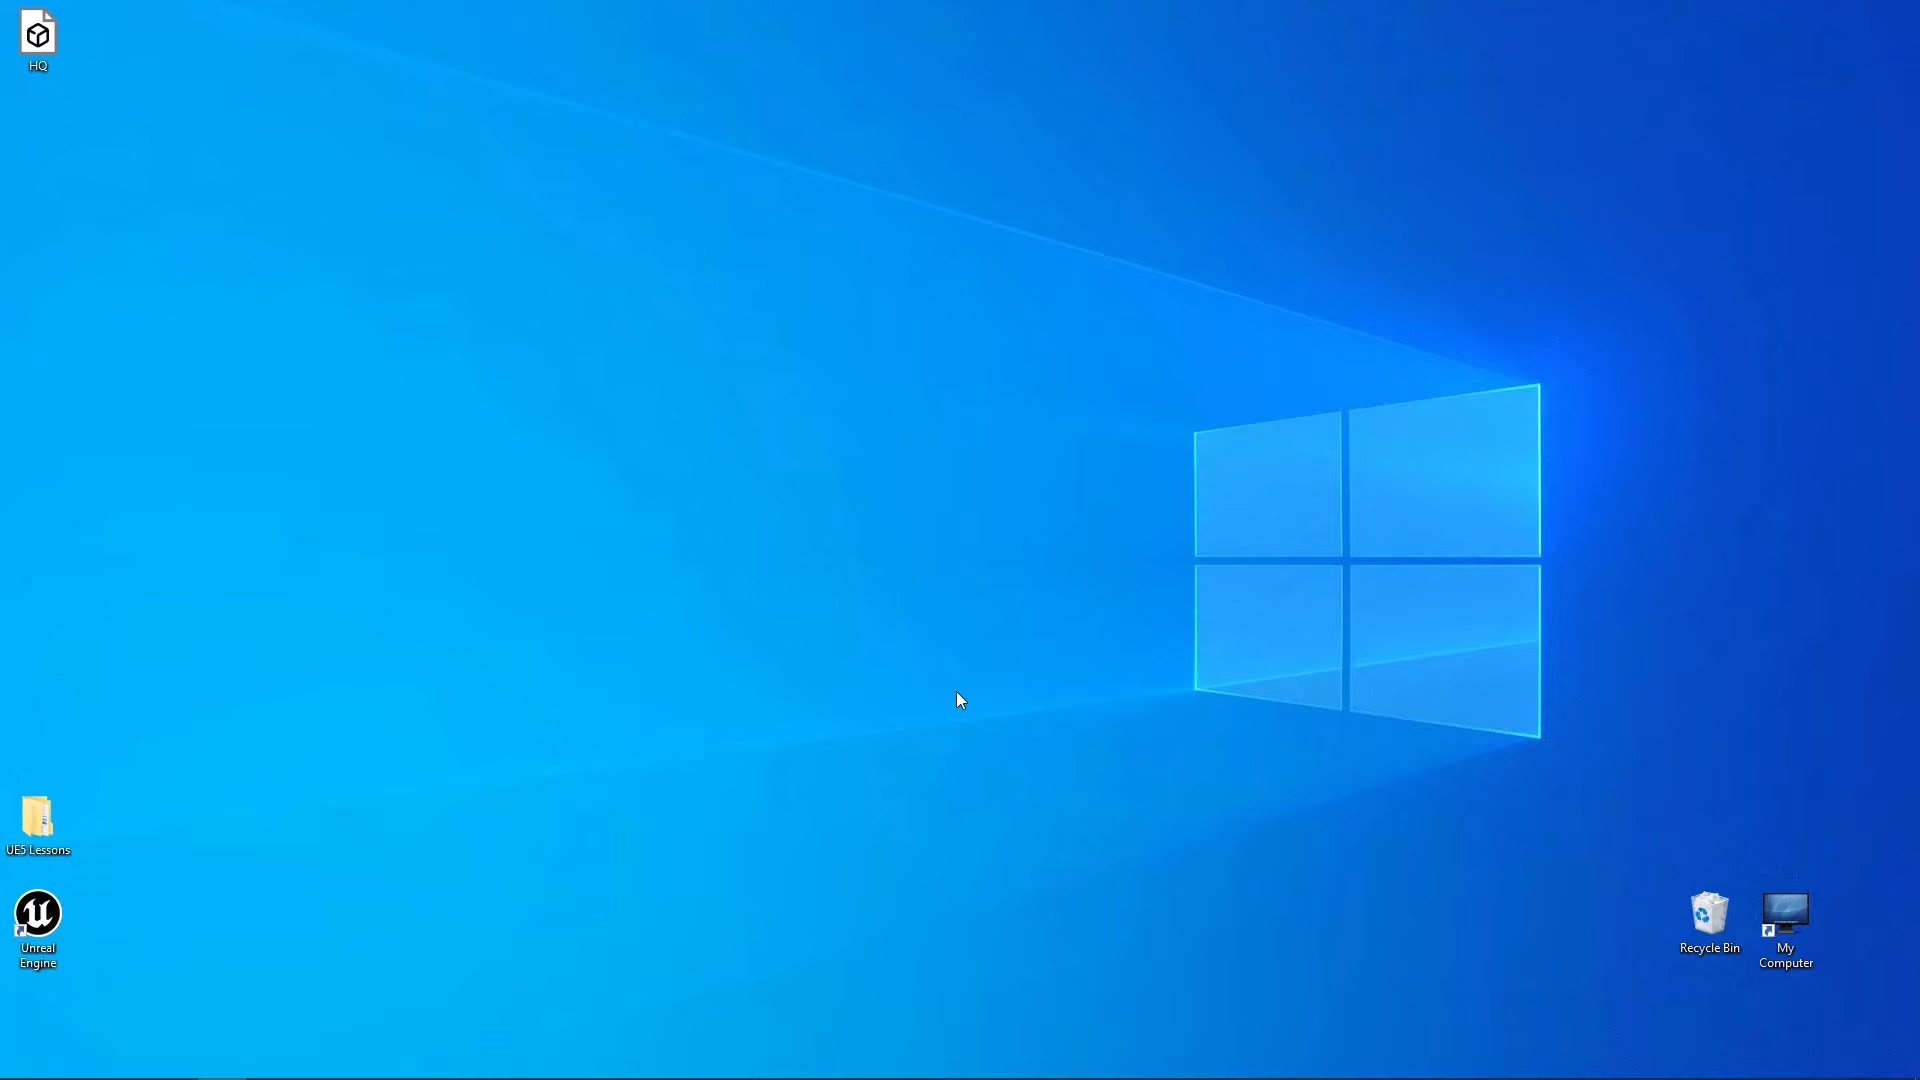 HQ
UE5 Lessons
Unreal
Engine
Recycle Bin
My
Computer